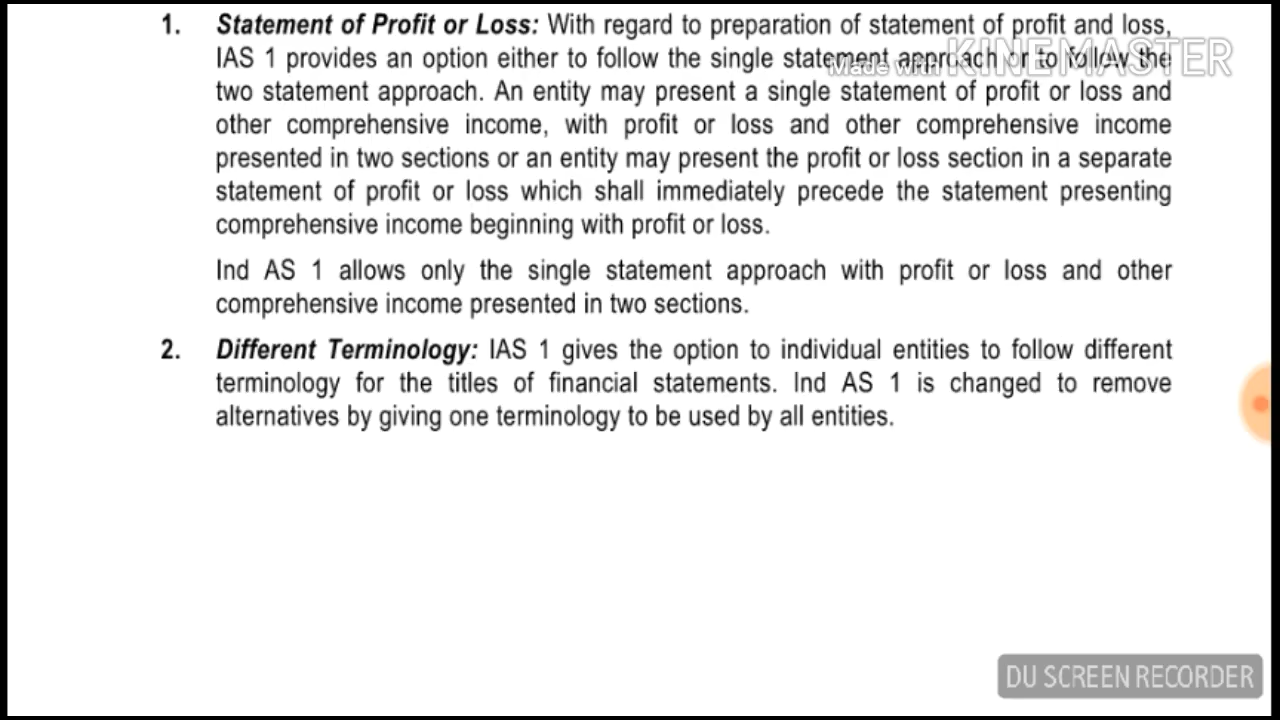 1. Statement of Profit or Loss: With regard to preparation of statement of profit and loss,
IAS 1 provides an option either to follow the single statement approach or to follow the
Made with KINEMASTER
two statement approach. An entity may present a single statement of profit or loss and
other comprehensive income, with profit or loss and other comprehensive income
presented in two sections or an entity may present the profit or loss section in a separate
statement of profit or loss which shall immediately precede the statement presenting
comprehensive income beginning with profit or loss.
Ind AS 1 allows only the single statement approach with profit or loss and other
comprehensive income presented in two sections.
2. Different Terminology: IAS 1 gives the option to individual entities to follow different
terminology for the titles of financial statements. Ind AS 1 is changed to remove
alternatives by giving one terminology to be used by all entities.
DU SCREEN RECORDER